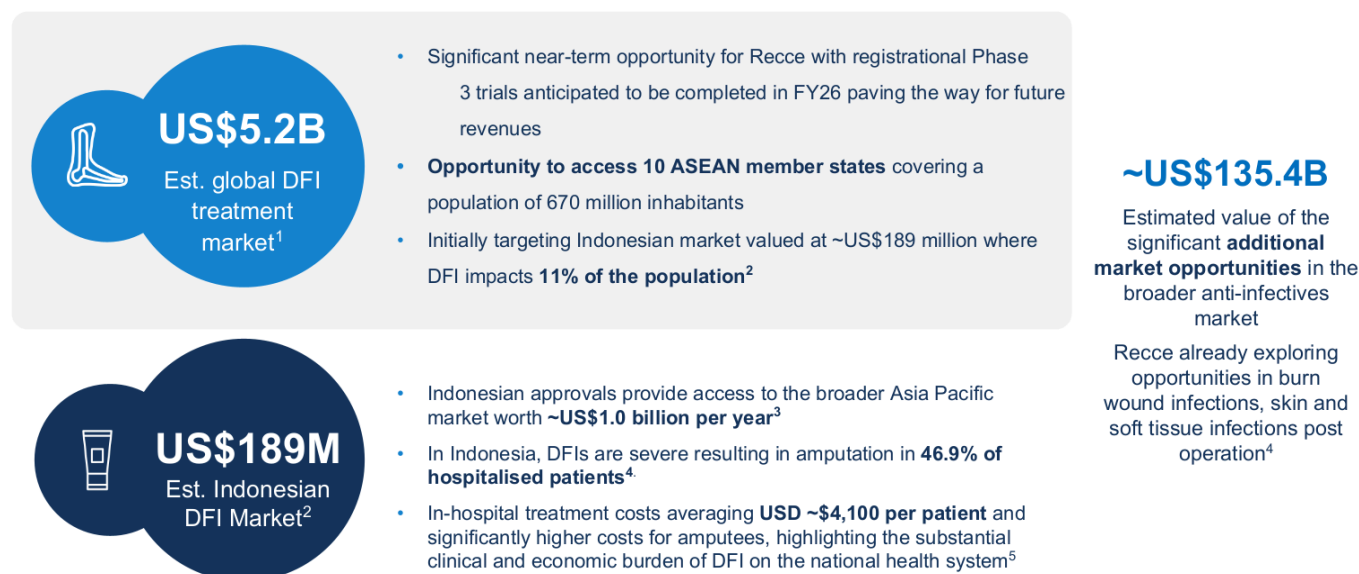 US$5.2B
Est. global DFI
treatment
market1
• Significant near-term opportunity for Recce with registrational Phase
3 trials anticipated to be completed in FY26 paving the way for future
revenues
• Opportunity to access 10 ASEAN member states covering a
population of 670 million inhabitants
• Initially targeting Indonesian market valued at ~US$189 million where
DFI impacts 11% of the population2
US$189M
Est. Indonesian
DFI Market2
• Indonesian approvals provide access to the broader Asia Pacific
market worth ~US$1.0 billion per year3
• In Indonesia, DFIs are severe resulting in amputation in 46.9% of
hospitalised patients4.
• In-hospital treatment costs averaging USD ~$4,100 per patient and
significantly higher costs for amputees, highlighting the substantial
clinical and economic burden of DFI on the national health system5
~US$135.4B
Estimated value of the
significant additional
market opportunities in the
broader anti-infectives
market
Recce already exploring
opportunities in burn
wound infections, skin and
soft tissue infections post
operation4